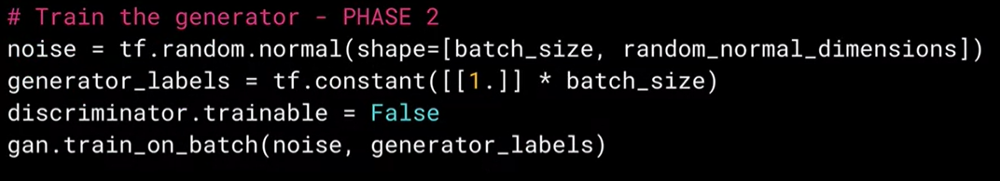 # Train the generator - PHASE 2
noise = tf.random.normal(shape=[batch_size, random_normal_dimensions])
generator_labels = tf.constant([[1.]] * batch_size)
discriminator.trainable = False
gan.train_on_batch(noise, generator_labels)